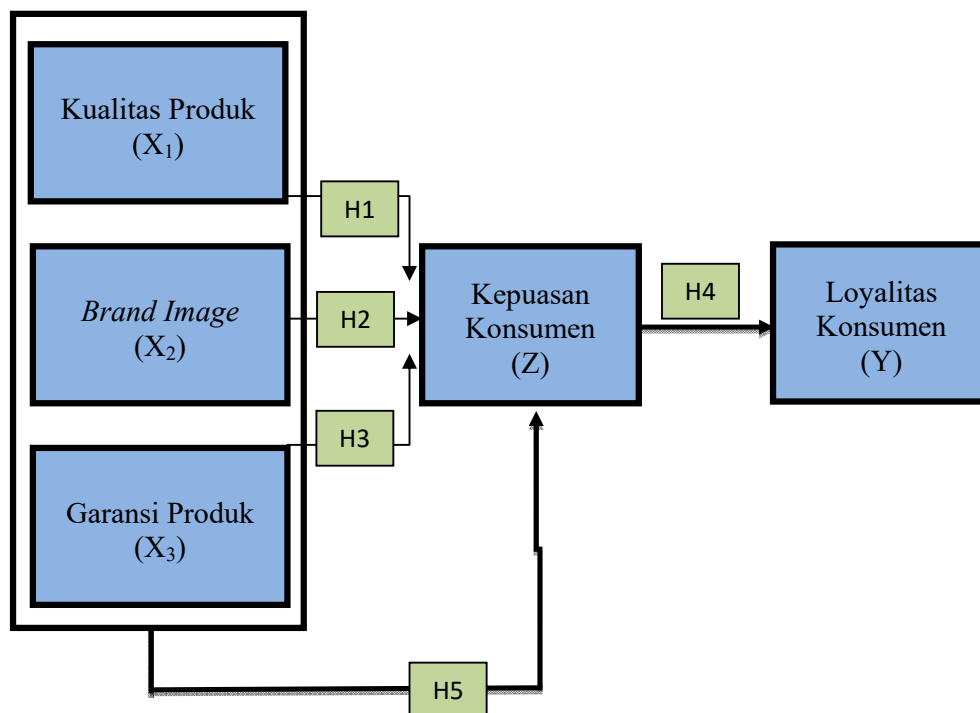 Kualitas Produk
(X₁)
H1
Brand Image
(X₂)
H2
Garansi Produk
(X₃)
H3
Kepuasan
Konsumen
(Z)
H4
Loyalitas
Konsumen
(Y)
H5